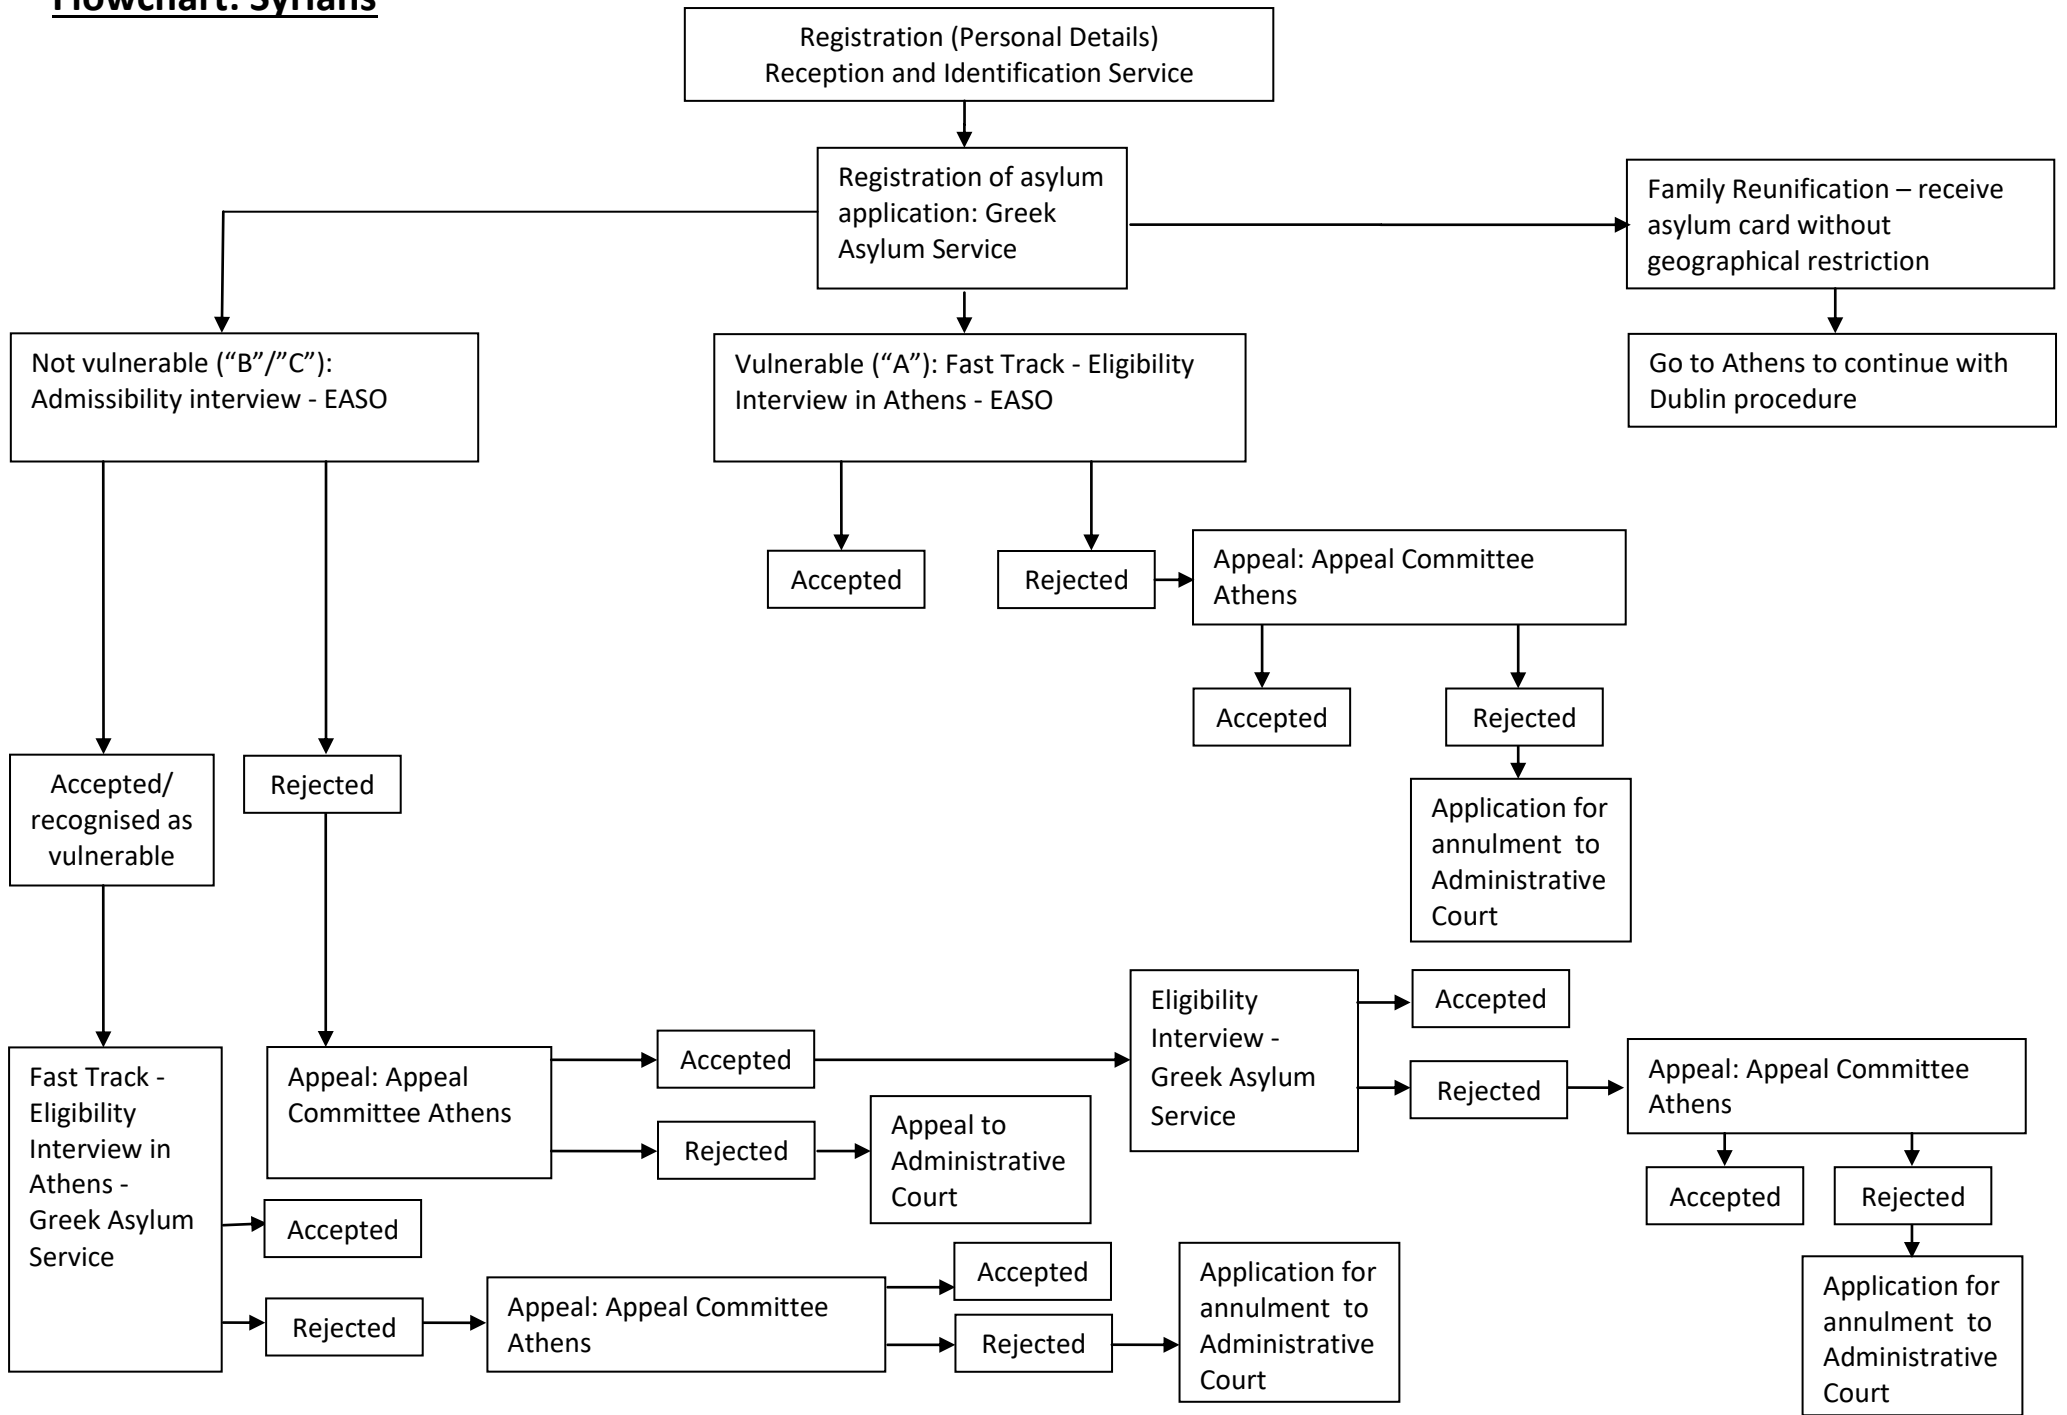 Flowchart: Syrians
Registration (Personal Details)
Reception and Identification Service
Registration of asylum
application: Greek
Asylum Service
Family Reunification – receive
asylum card without
geographical restriction
Go to Athens to continue with
Dublin procedure
Not vulnerable (“B”/”C”):
Admissibility interview - EASO
Vulnerable (“A”): Fast Track - Eligibility
Interview in Athens - EASO
Accepted
Rejected
Appeal: Appeal Committee
Athens
Accepted
Rejected
Application for
annulment  to
Administrative
Court
Accepted/
recognised as
vulnerable
Rejected
Fast Track -
Eligibility
Interview in
Athens -
Greek Asylum
Service
Appeal: Appeal
Committee Athens
Accepted
Rejected
Appeal to
Administrative
Court
Eligibility
Interview -
Greek Asylum
Service
Accepted
Rejected
Appeal: Appeal Committee
Athens
Accepted
Rejected
Application for
annulment  to
Administrative
Court
Accepted
Rejected
Appeal: Appeal Committee
Athens
Accepted
Rejected
Application for
annulment  to
Administrative
Court